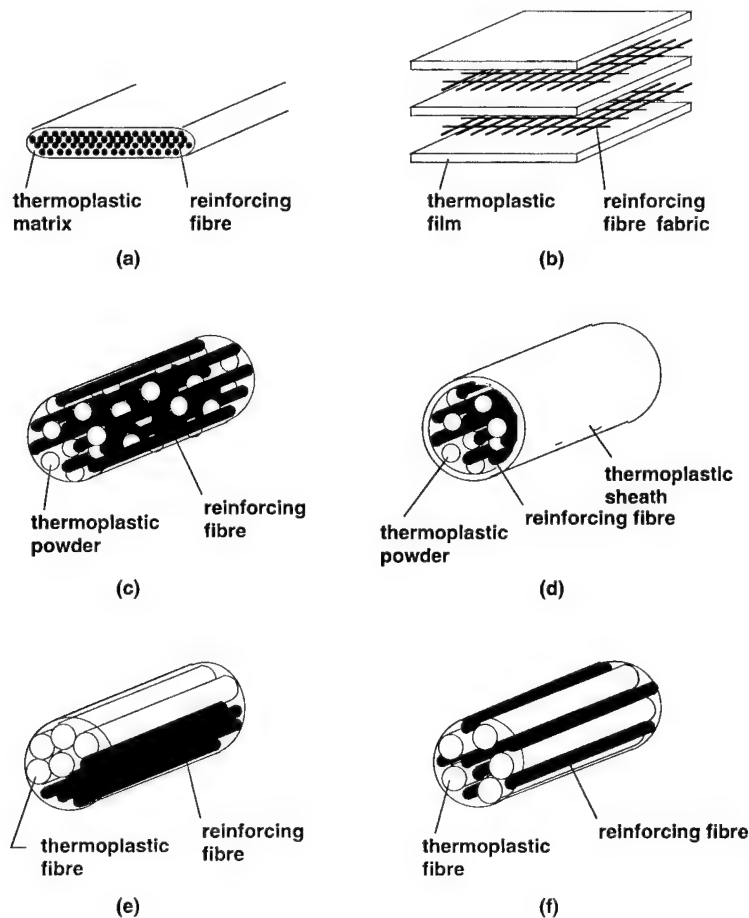 thermoplastic
matrix
reinforcing
fibre
(a)
thermoplastic
film
reinforcing
fibre fabric
(b)
thermoplastic
powder
reinforcing
fibre
(c)
thermoplastic
sheath
reinforcing fibre
thermoplastic
powder
(d)
thermoplastic
fibre
reinforcing
fibre
(e)
thermoplastic
fibre
reinforcing fibre
(f)